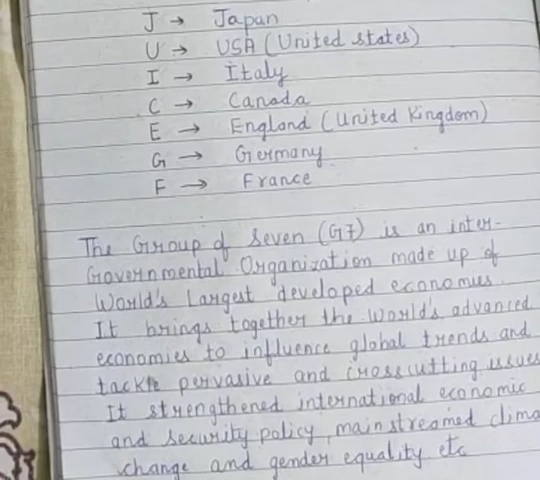 J → Japan
U → USA (United states)
I → Italy
C → Canada
E → England (United Kingdom)
G → Germany
F → France
The Group of Seven (G7) is an inter-
Governmental Organization made up of
World's Largest developed economies.
It brings together the World's advanced
economies to influence global trends and
tackle pervasive and crosscutting issues
It strengthened international economic
and security policy, mainstreamed clima
change and gender equality etc